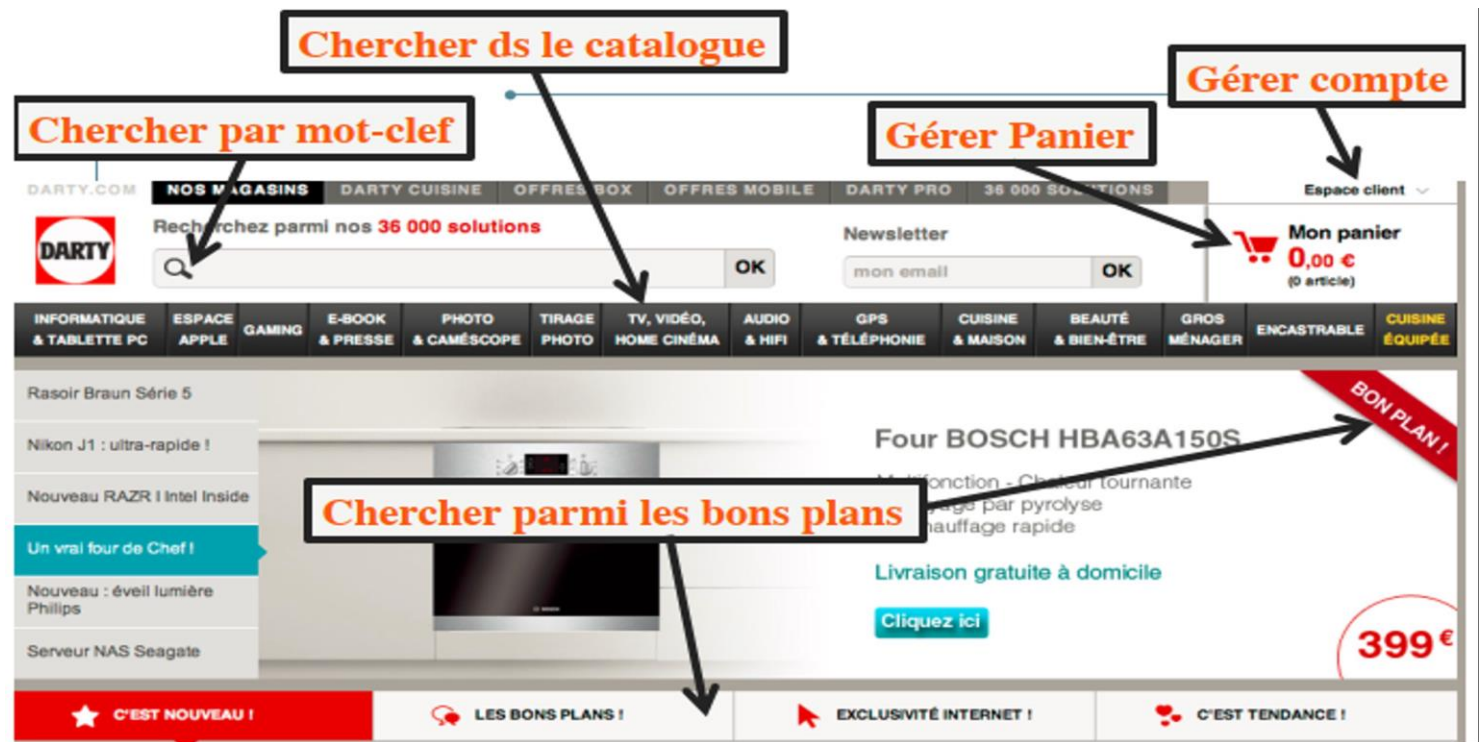 Chercher ds le catalogue
Gérer compte
Chercher par mot-clef
Gérer Panier
DARTY.COM NOS MAGASINS DARTY CUISINE OFFRES BOX OFFRES MOBILE DARTY PRO 36 000 SOLUTIONS Espace client
DARTY
Recherchez parmi nos 36 000 solutions
OK
Newsletter
mon email OK
Mon panier
0,00 €
(0 article)
INFORMATIQUE
& TABLETTE PC
ESPACE
APPLE
GAMING
E-BOOK
& PRESSE
PHOTO
& CAMÉSCOPE
TIRAGE
PHOTO
TV, VIDÉO,
HOME CINÉMA
AUDIO
& HIFI
GPS
& TÉLÉPHONIE
CUISINE
& MAISON
BEAUTÉ
& BIEN-ÊTRE
GROS
MÉNAGER
ENCASTRABLE
CUISINE
ÉQUIPÉE
Rasoir Braun Série 5
Nikon J1 : ultra-rapide !
Nouveau RAZR I Intel Inside
Un vrai four de Chef !
Nouveau : éveil lumière
Philips
Serveur NAS Seagate
BON PLAN !
Four BOSCH HBA63A150S
Chaleur tournante
par pyrolyse
rapide
Chercher parmi les bons plans
Livraison gratuite à domicile
Cliquez ici
399 €
C'EST NOUVEAU !
LES BONS PLANS !
EXCLUSIVITÉ INTERNET !
C'EST TENDANCE !